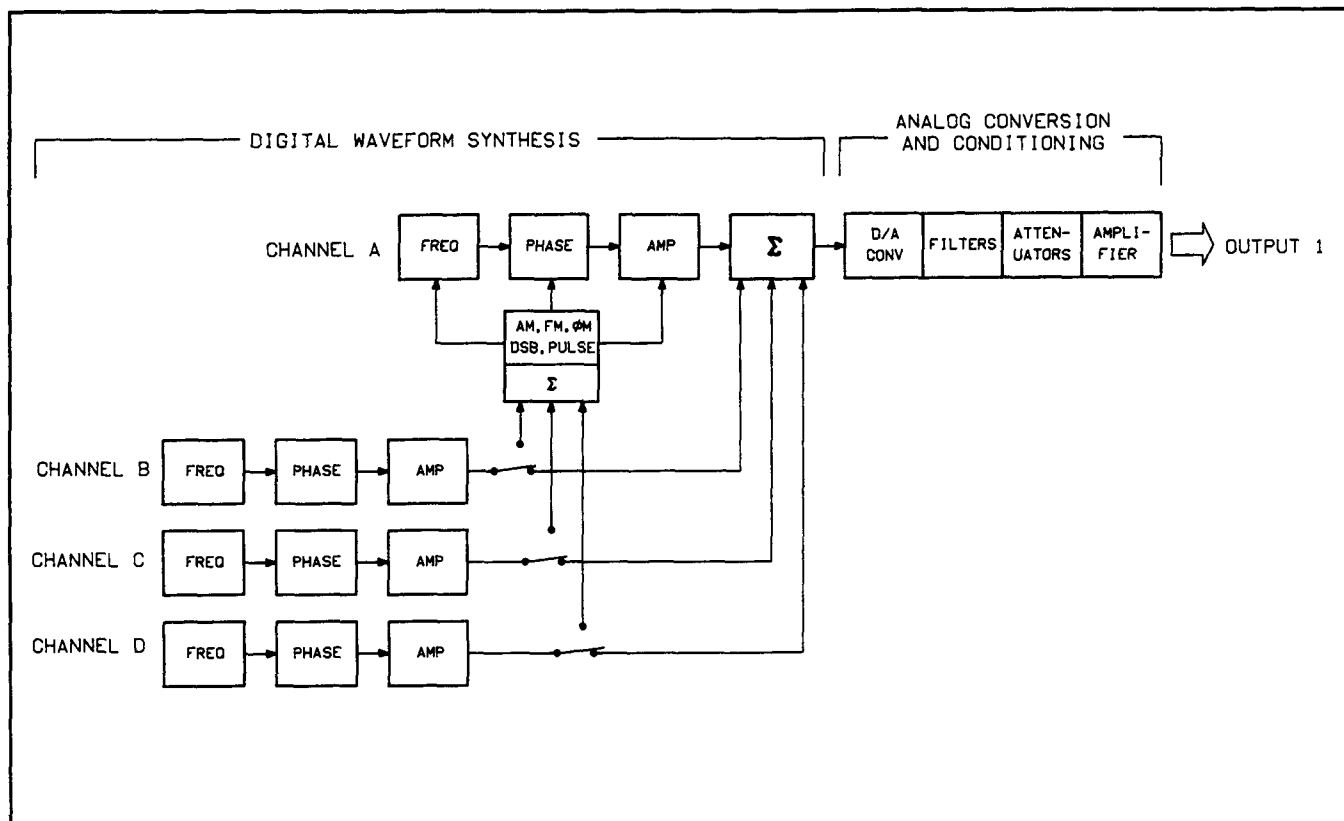 DIGITAL WAVEFORM SYNTHESIS
ANALOG CONVERSION
AND CONDITIONING
CHANNEL A
FREQ
PHASE
AMP
Σ
D/A
CONV
FILTERS
ATTEN-
UATORS
AMPLI-
FIER
OUTPUT 1
AM, FM, ØM
DSB, PULSE
Σ
CHANNEL B
FREQ
PHASE
AMP
CHANNEL C
FREQ
PHASE
AMP
CHANNEL D
FREQ
PHASE
AMP